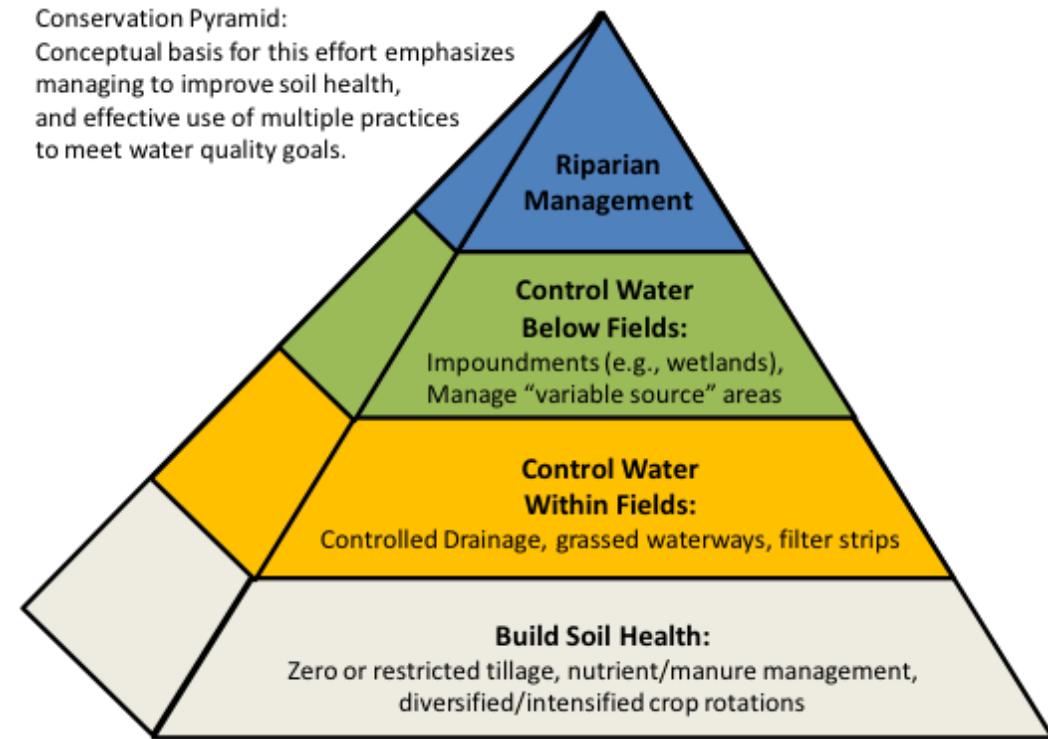 Conservation Pyramid:
Conceptual basis for this effort emphasizes
managing to improve soil health,
and effective use of multiple practices
to meet water quality goals.
Riparian
Management
Control Water
Below Fields:
Impoundments (e.g., wetlands),
Manage “variable source” areas
Control Water
Within Fields:
Controlled Drainage, grassed waterways, filter strips
Build Soil Health:
Zero or restricted tillage, nutrient/manure management,
diversified/intensified crop rotations